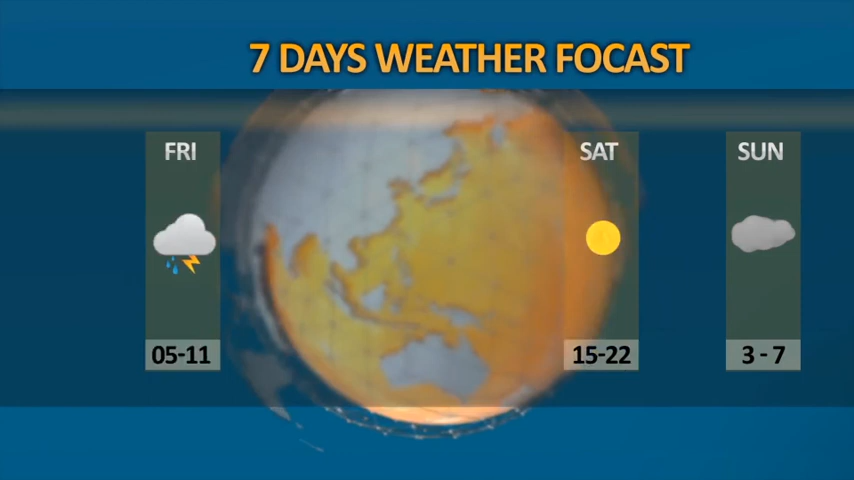 7 DAYS WEATHER FOCAST
FRI
SAT
SUN
05-11
15-22
3 - 7